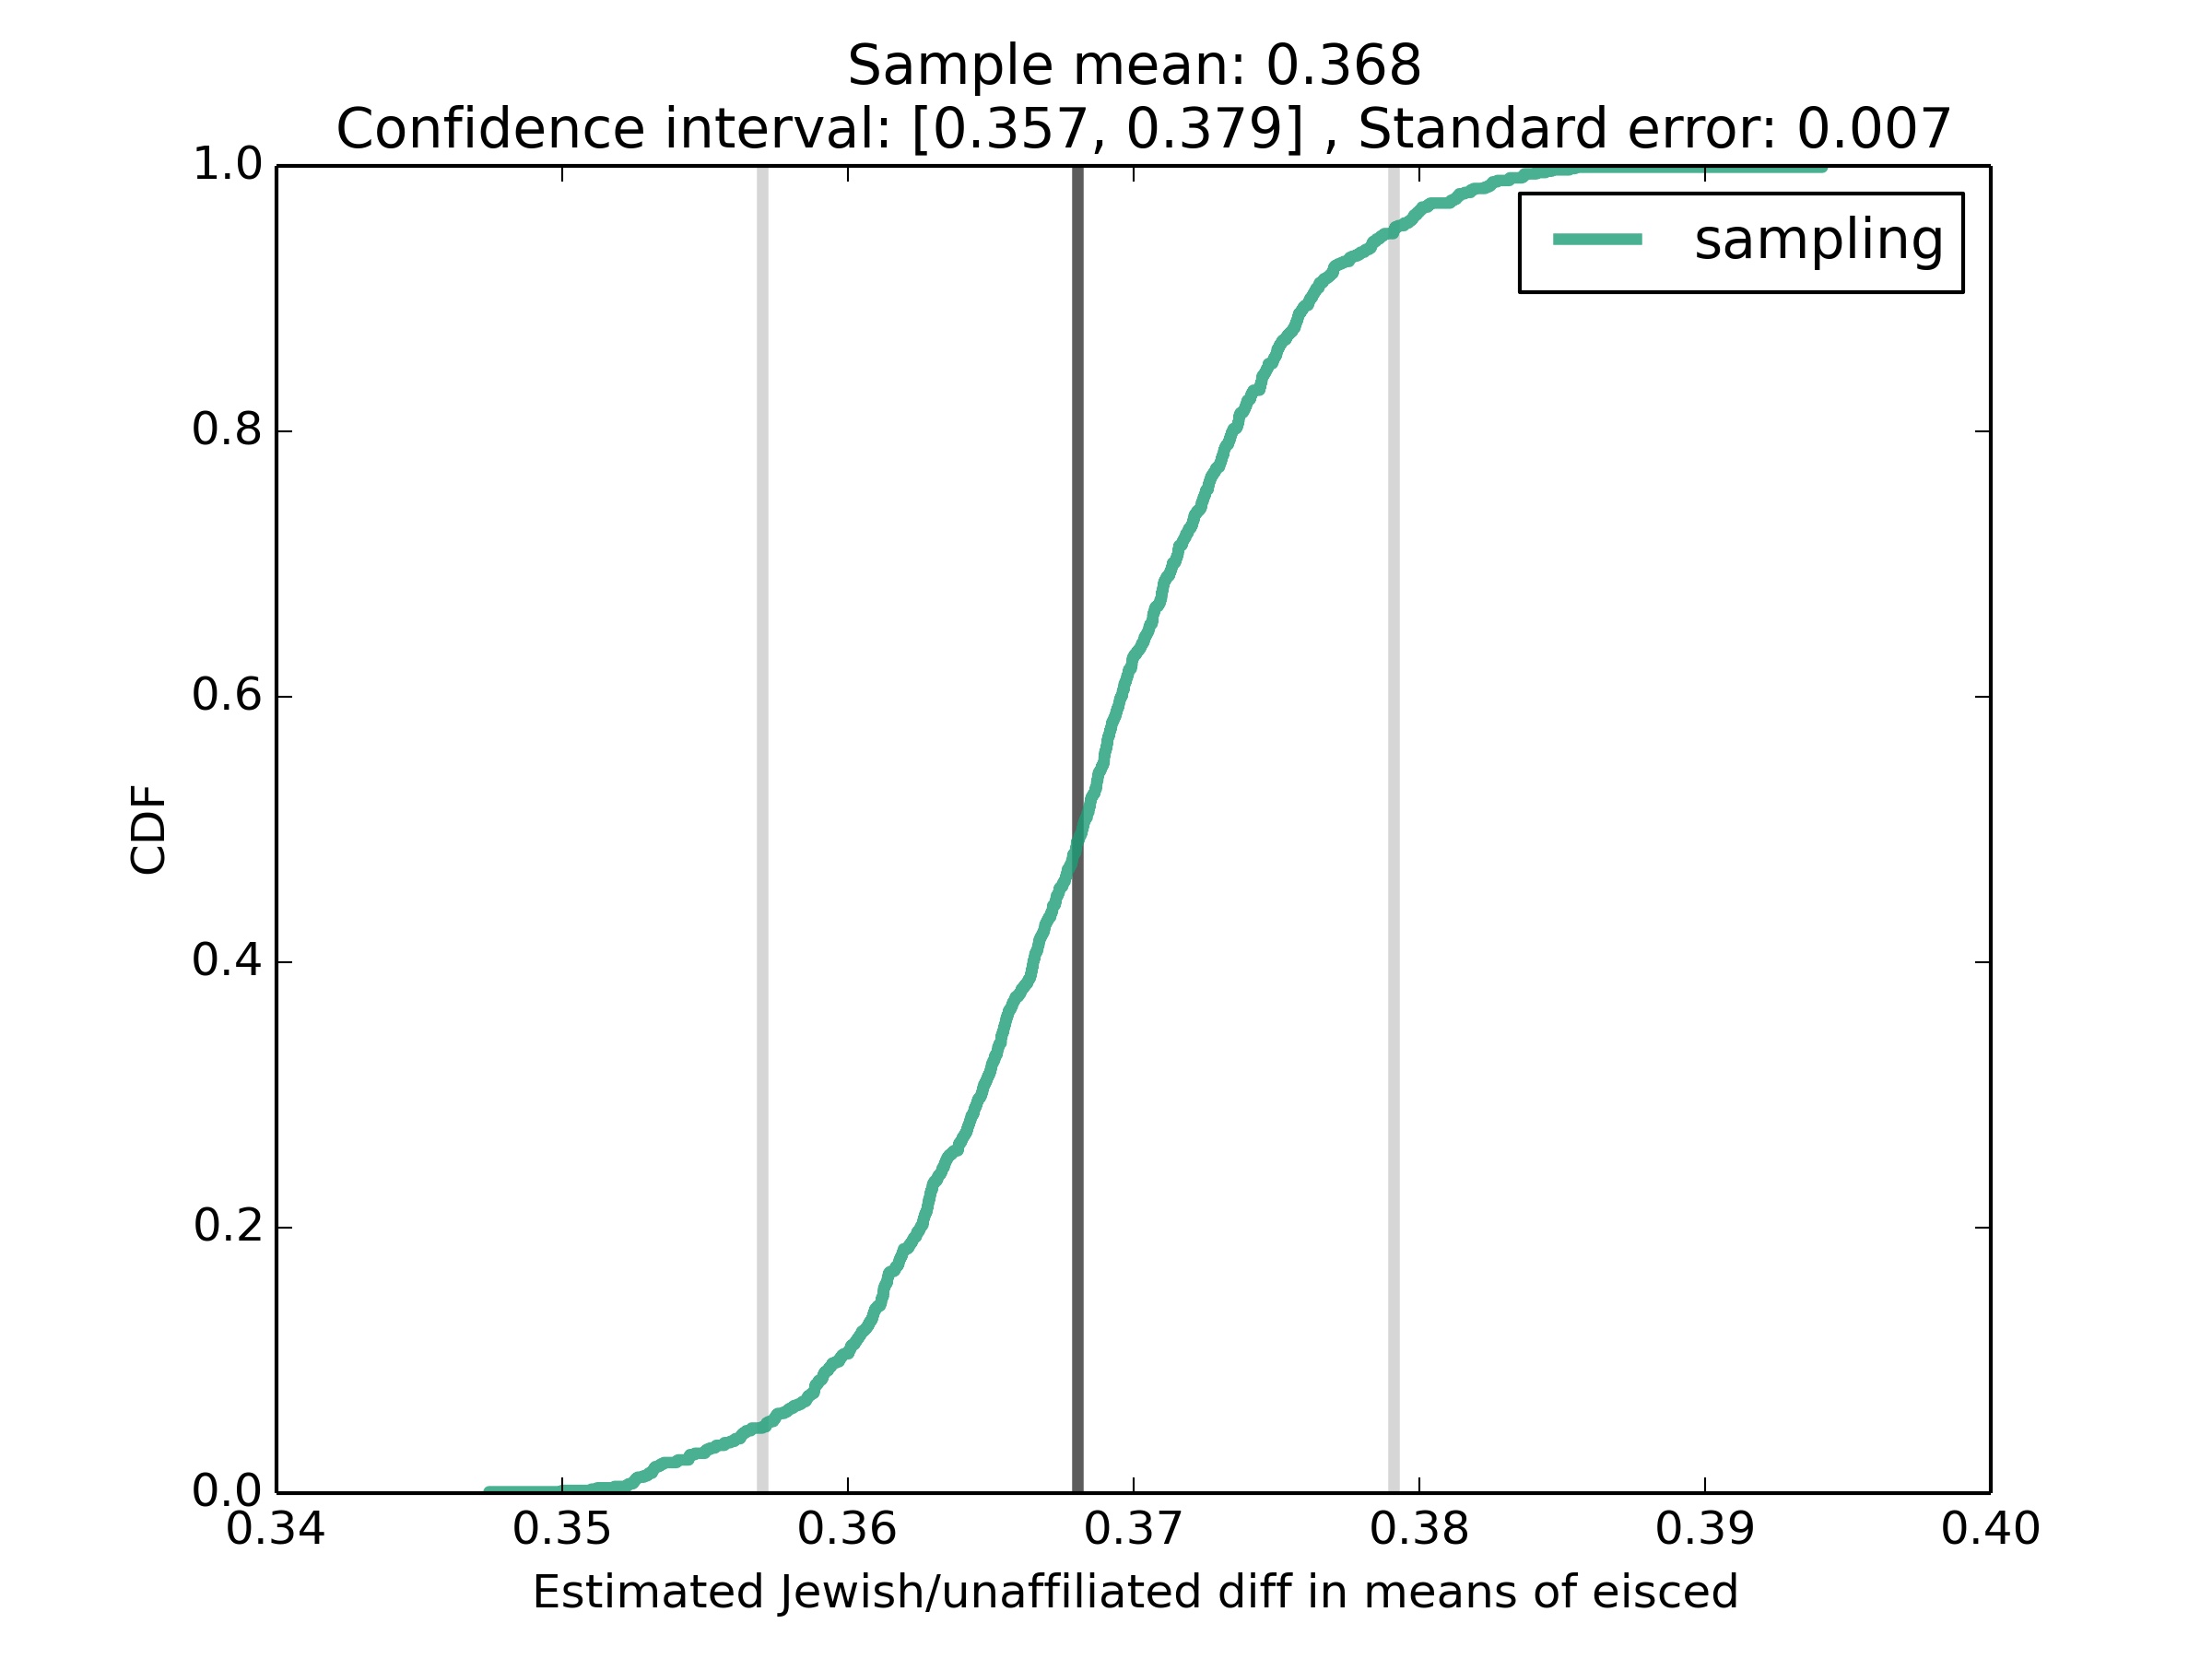 Sample mean: 0.368
Confidence interval: [0.357, 0.379] , Standard error: 0.007
1.0
sampling
0.8
0.6
CDF
0.4
0.2
0.0
0.34 0.35 0.36 0.37 0.38 0.39 0.40
Estimated Jewish/unaffiliated diff in means of eisced